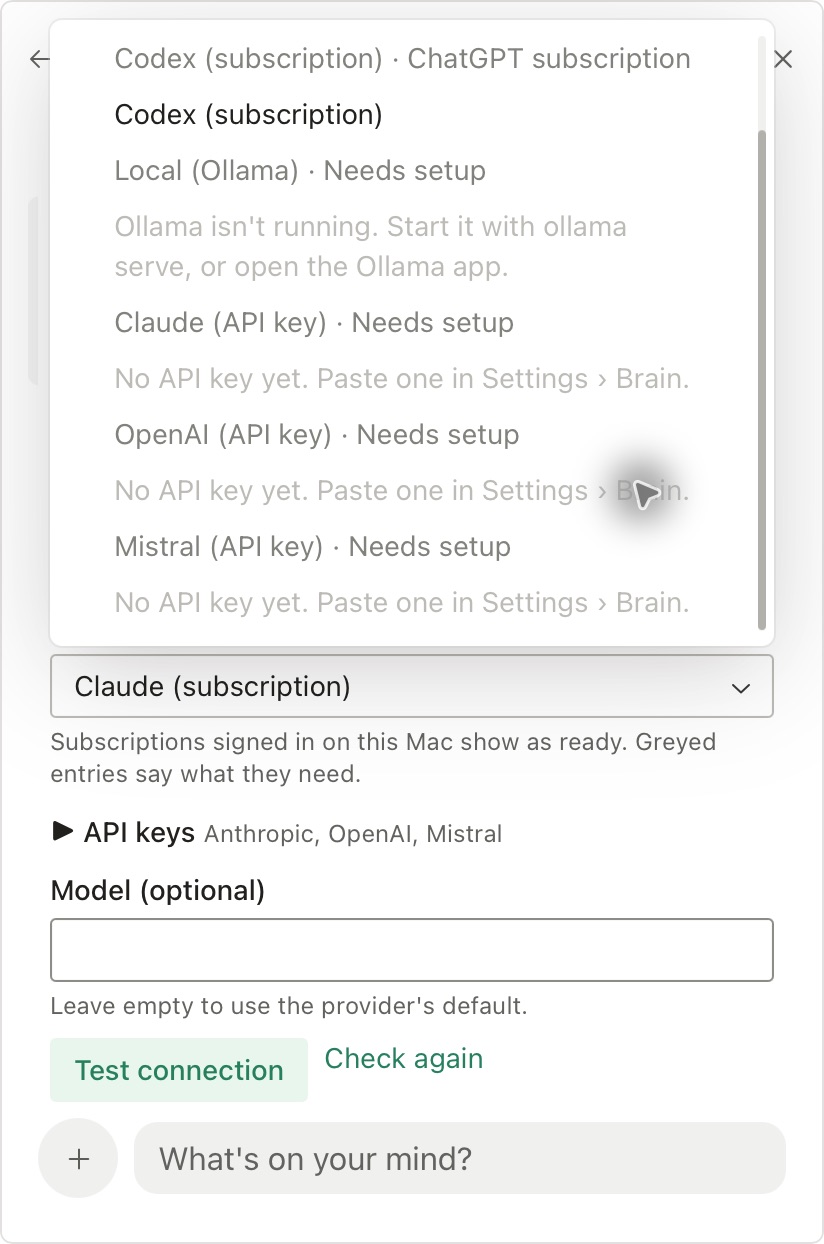 Codex (subscription) · ChatGPT subscription
Codex (subscription)
Local (Ollama) · Needs setup
Ollama isn't running. Start it with ollama
serve, or open the Ollama app.
Claude (API key) · Needs setup
No API key yet. Paste one in Settings › Brain.
OpenAI (API key) · Needs setup
No API key yet. Paste one in Settings › Brain.
Mistral (API key) · Needs setup
No API key yet. Paste one in Settings › Brain.
Claude (subscription)
Subscriptions signed in on this Mac show as ready. Greyed
entries say what they need.
API keys Anthropic, OpenAI, Mistral
Model (optional)
Leave empty to use the provider's default.
Test connection Check again
What's on your mind?